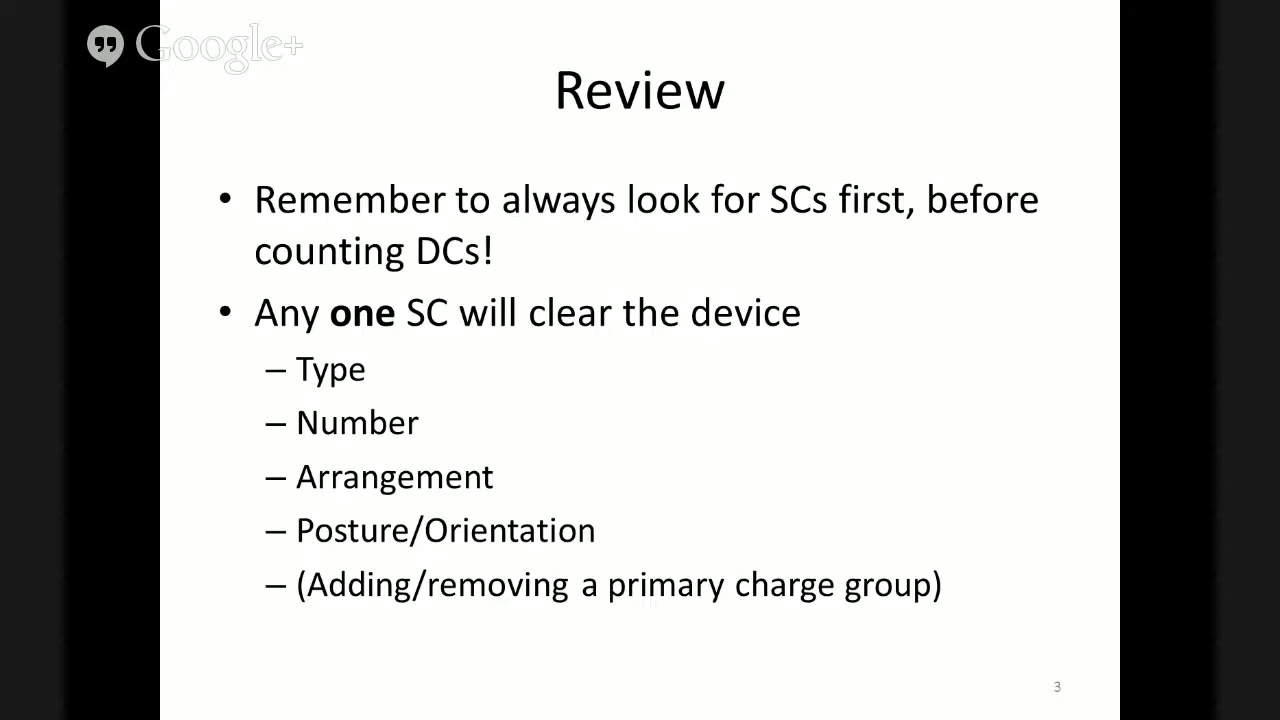 Google+
Review
• Remember to always look for SCs first, before
counting DCs!
• Any one SC will clear the device
– Type
– Number
– Arrangement
– Posture/Orientation
– (Adding/removing a primary charge group)
3